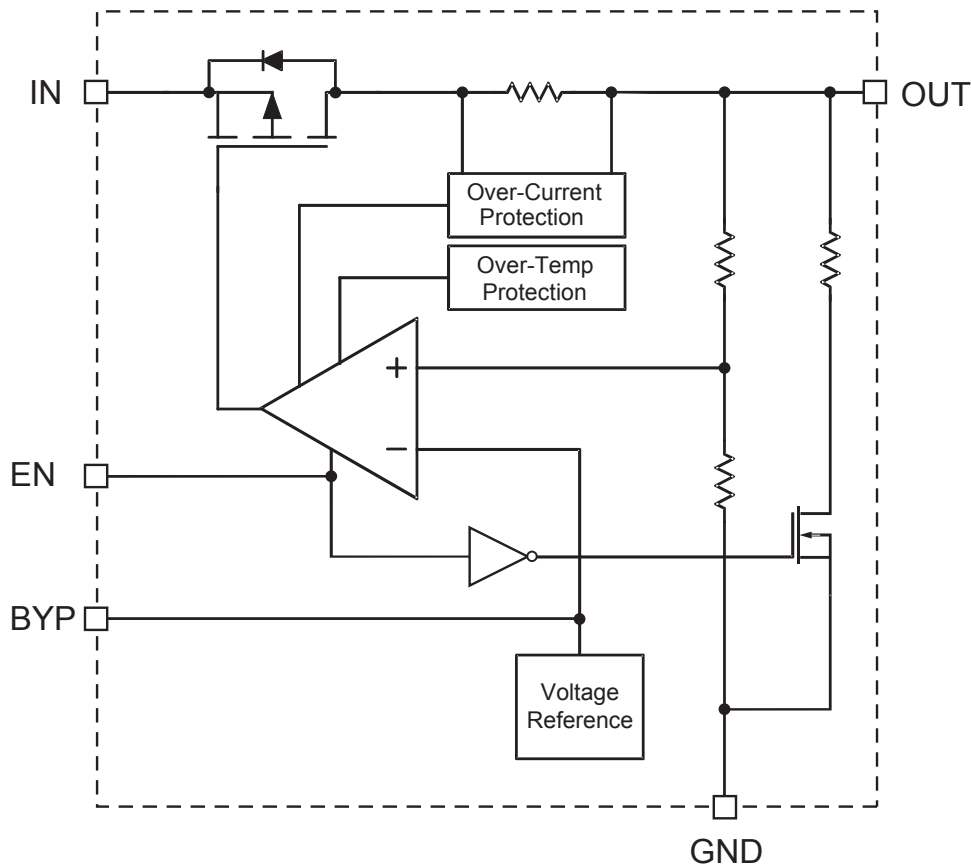 IN
OUT
Over-Current
Protection
Over-Temp
Protection
+
−
EN
BYP
Voltage
Reference
GND